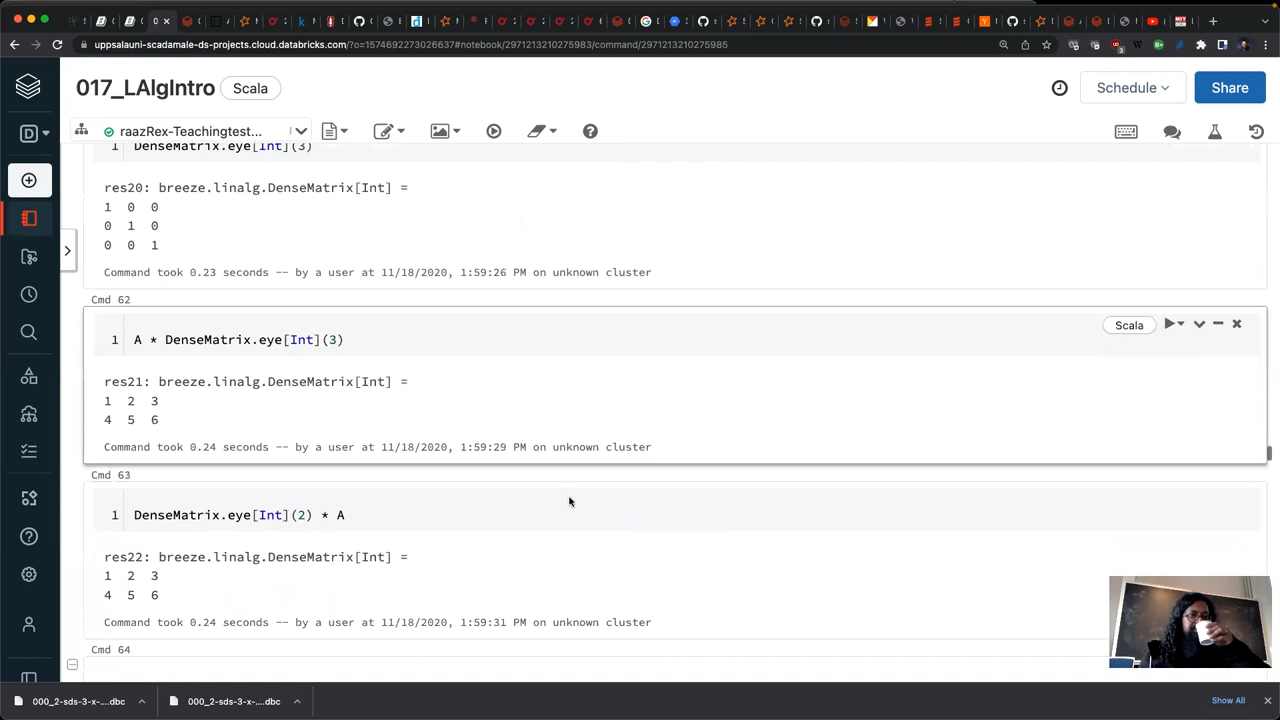 uppsalauni-scadamale-ds-projects.cloud.databricks.com/?o=1574692273026637#notebook/2971213210275983/command/2971213210275985
017_LAlgIntro
Scala
Schedule
Share
D
raazRex-Teachingtest...
1 DenseMatrix.eye[Int](3)
res20: breeze.linalg.DenseMatrix[Int] =
1 0 0
0 1 0
0 0 1
Command took 0.23 seconds -- by a user at 11/18/2020, 1:59:26 PM on unknown cluster
Cmd 62
Scala
1 A * DenseMatrix.eye[Int](3)
res21: breeze.linalg.DenseMatrix[Int] =
1 2 3
4 5 6
Command took 0.24 seconds -- by a user at 11/18/2020, 1:59:29 PM on unknown cluster
Cmd 63
1 DenseMatrix.eye[Int](2) * A
res22: breeze.linalg.DenseMatrix[Int] =
1 2 3
4 5 6
Command took 0.24 seconds -- by a user at 11/18/2020, 1:59:31 PM on unknown cluster
Cmd 64
000_2-sds-3-x-....dbc
000_2-sds-3-x-....dbc
Show All